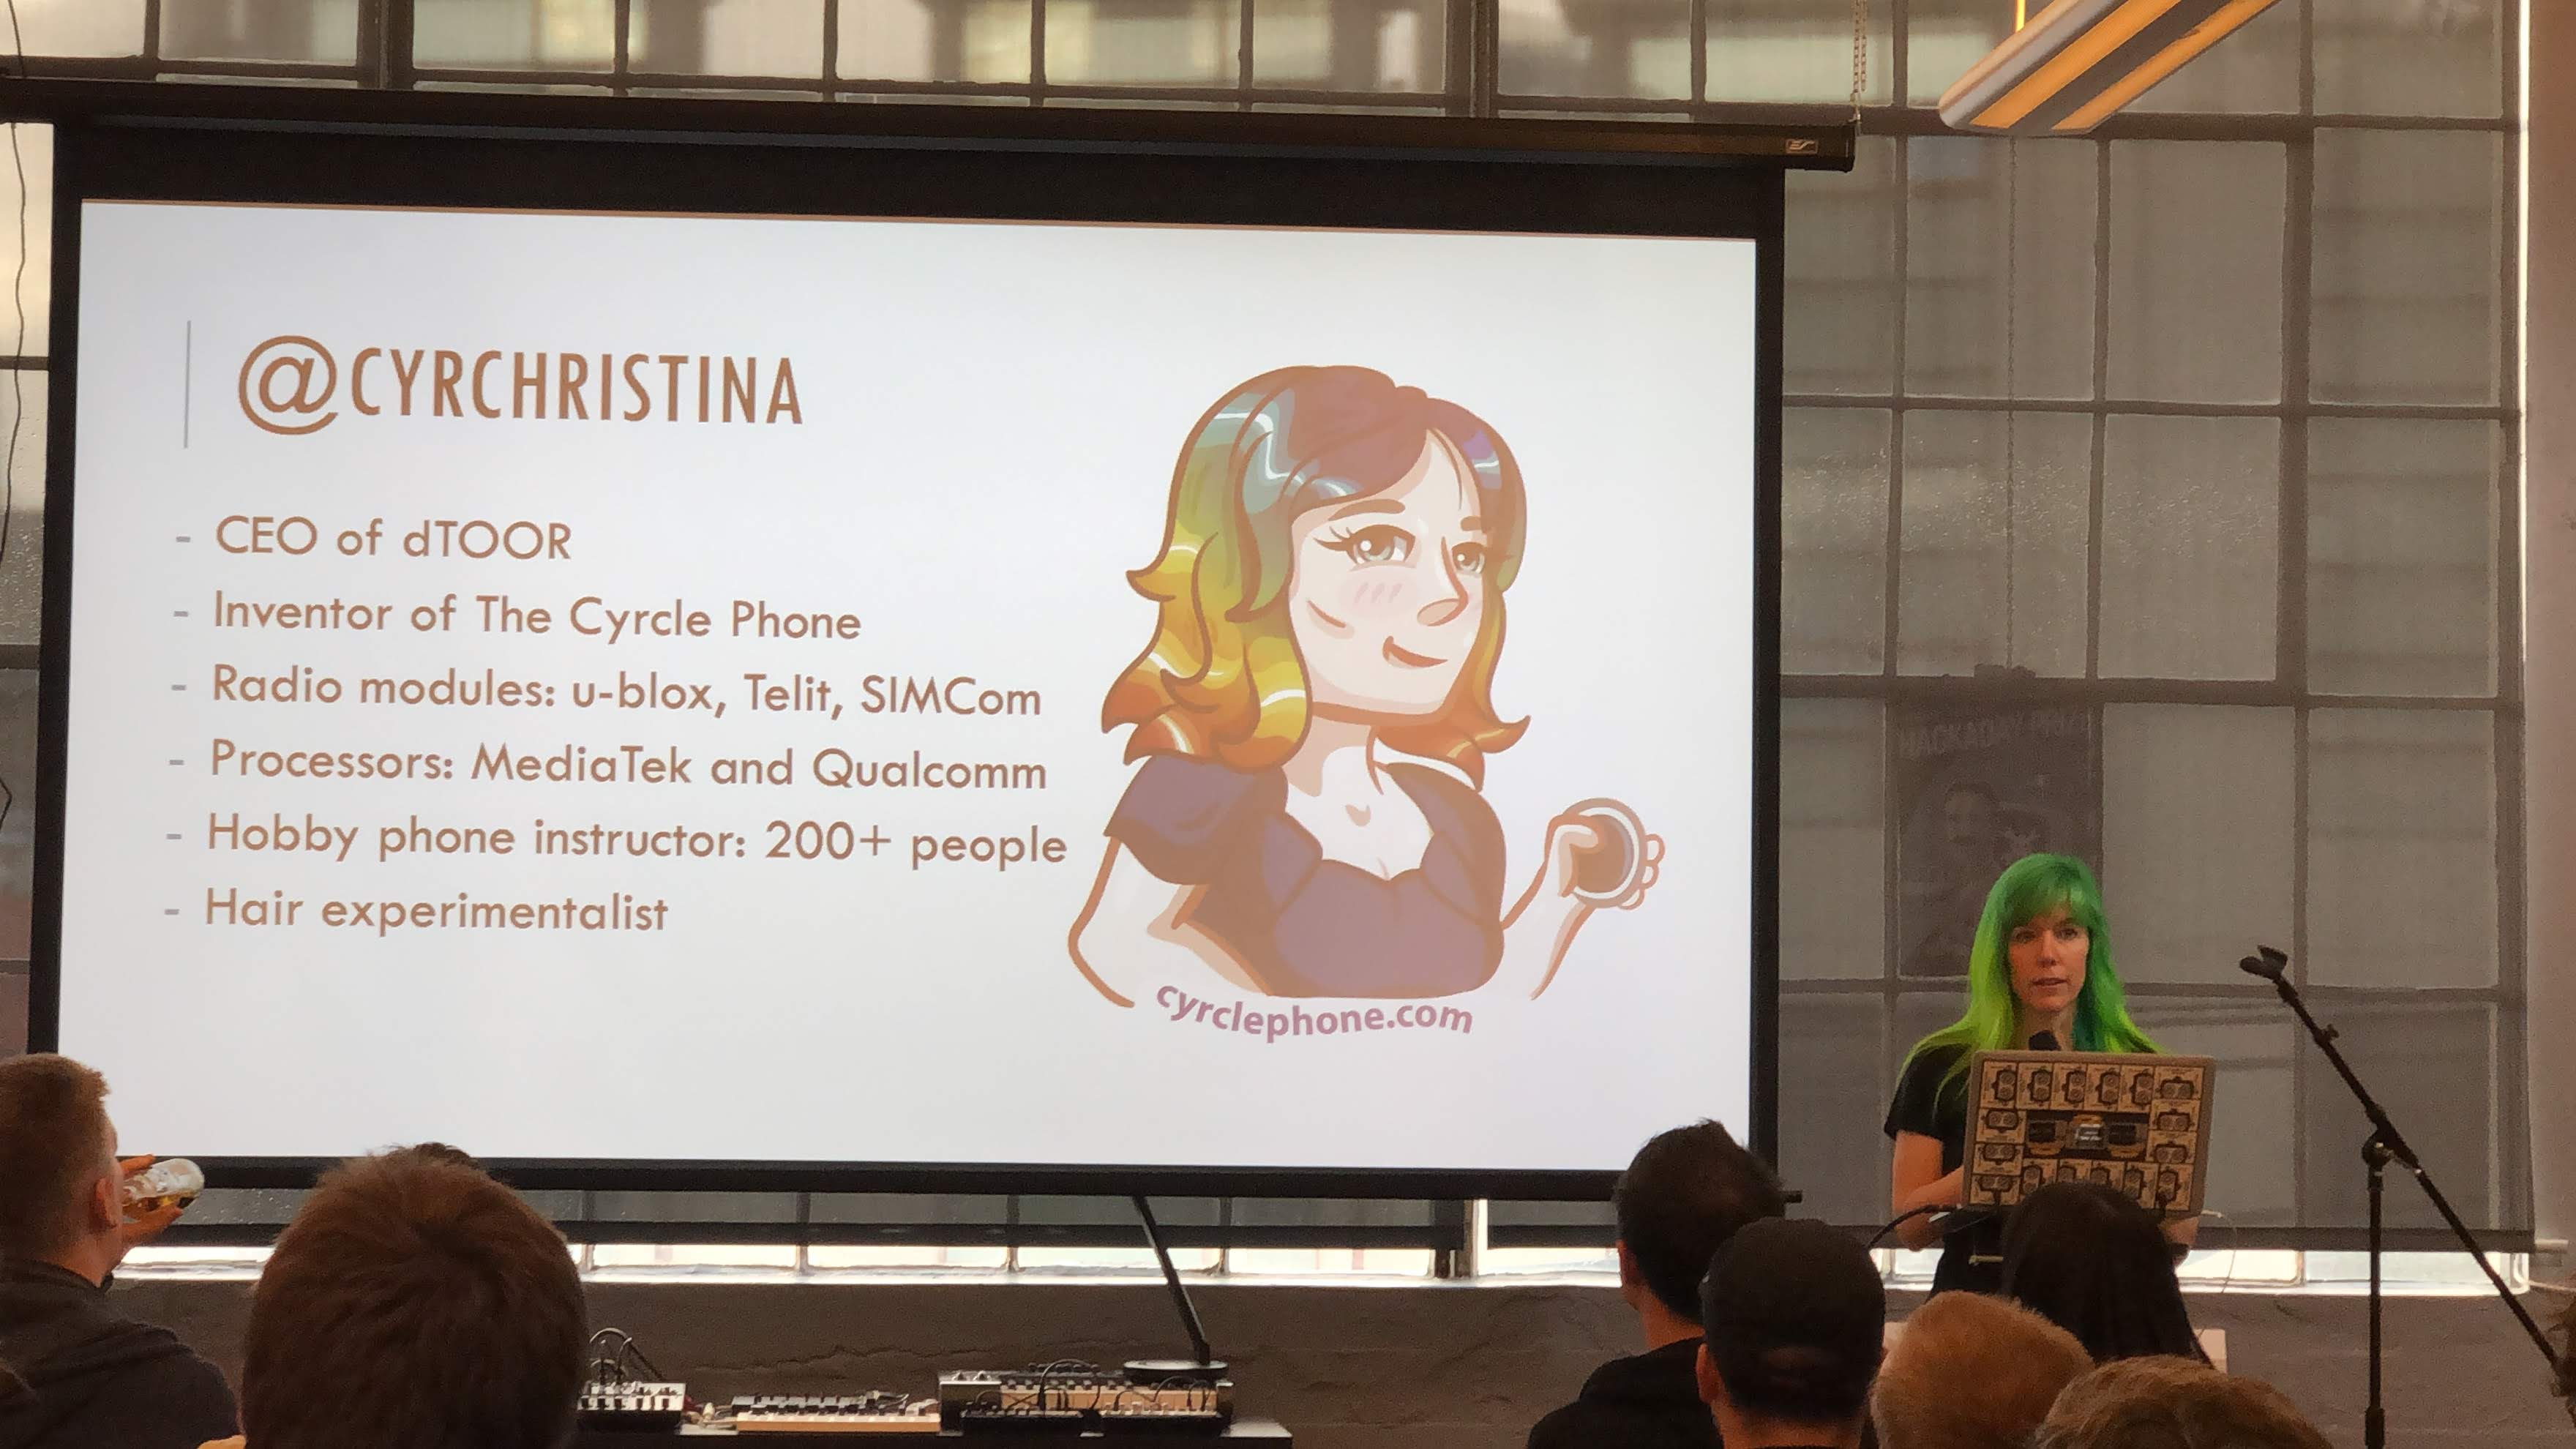 @CYRCHRISTINA
- CEO of dTOOR
- Inventor of The Cyrcle Phone
- Radio modules: u-blox, Telit, SIMCom
- Processors: MediaTek and Qualcomm
- Hobby phone instructor: 200+ people
- Hair experimentalist
cyrclephone.com